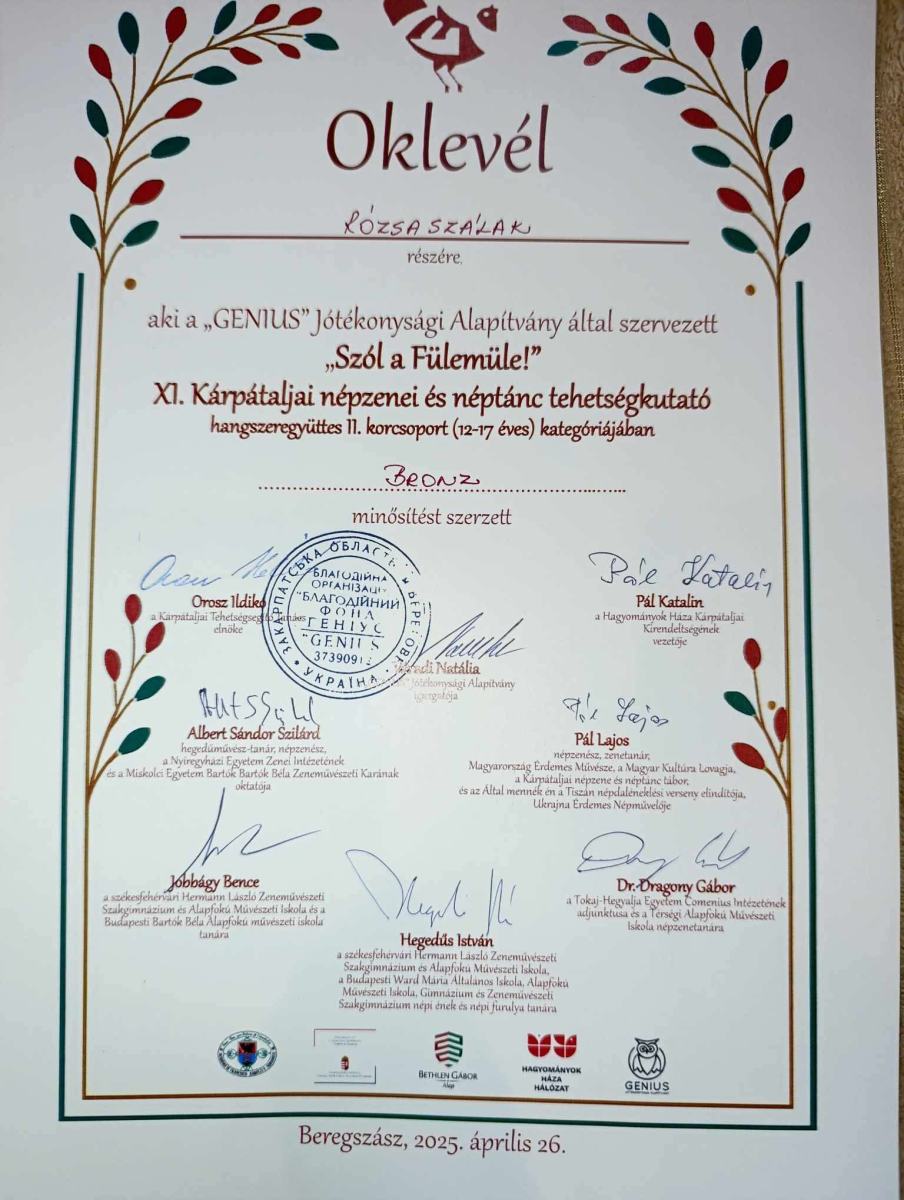 Oklevél
RÓZSASZÁLAK
részére,
aki a „GENIUS” Jótékonysági Alapítvány által szervezett
„Szól a Fülemüle!”
XI. Kárpátaljai népzenei és néptánc tehetségkutató
hangszeregyüttes II. korcsoport (12-17 éves) kategóriájában
BRONZ
minősítést szerzett
ЗАКАРПАТСЬКА ОБЛАСТЬ
УКРАЇНА
БЛАГОДІЙНА
ОРГАНІЗАЦІЯ
"БЛАГОДІЙНИЙ
ФОНД
ГЕНІУС
"GENIUS"
Orosz Ildikó
a Kárpátaljai Tehetségsegítő Tanács
elnöke
Pál Katalin
Pál Katalin
a Hagyományok Háza Kárpátaljai
Kirendeltségének
vezetője
Váradi Natália
Jótékonysági Alapítvány
igazgatója
Albert Sándor Szilárd
hegedűművész-tanár, népzenész,
a Nyíregyházi Egyetem Zenei Intézetének
és a Miskolci Egyetem Bartók Bartók Béla Zeneművészeti Karának
oktatója
Pál Lajos
Pál Lajos
népzenész, zenetanár,
Magyarország Érdemes Művésze, a Magyar Kultúra Lovagja,
a Kárpátaljai népzene és néptánc tábor,
és az Által mennék én a Tiszán népdaléneklési verseny elindítója,
Ukrajna Érdemes Népművelője
Jobbágy Bence
a székesfehérvári Hermann László Zeneművészeti
Szakgimnázium és Alapfokú Művészeti Iskola és a
Budapesti Bartók Béla Alapfokú művészeti iskola
tanára
Dr. Dragony Gábor
a Tokaj-Hegyalja Egyetem Comenius Intézetének
adjunktusa és a Térségi Alapfokú Művészeti
Iskola népzenetanára
Hegedűs István
a székesfehérvári Hermann László Zeneművészeti
Szakgimnázium és Alapfokú Művészeti Iskola,
a Budapesti Ward Mária Általános Iskola, Alapfokú
Művészeti Iskola, Gimnázium és Zeneművészeti
Szakgimnázium népi ének és népi furulya tanára
BETHLEN GÁBOR
Alap
HAGYOMÁNYOK
HÁZA
HÁLÓZAT
GENIUS
Beregszász, 2025. április 26.